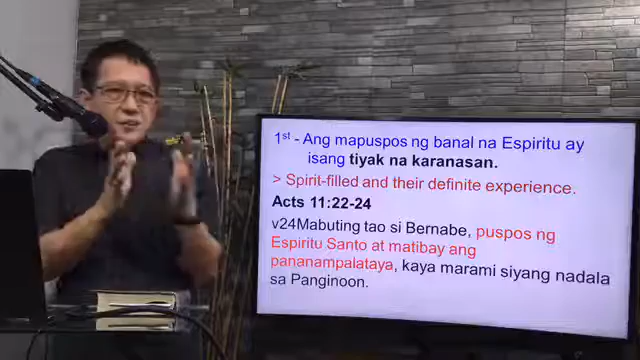 1st - Ang mapuspos ng banal na Espiritu ay
isang tiyak na karanasan.
> Spirit-filled and their definite experience.
Acts 11:22-24
v24Mabuting tao si Bernabe, puspos ng
Espiritu Santo at matibay ang
pananampalataya, kaya marami siyang nadala
sa Panginoon.